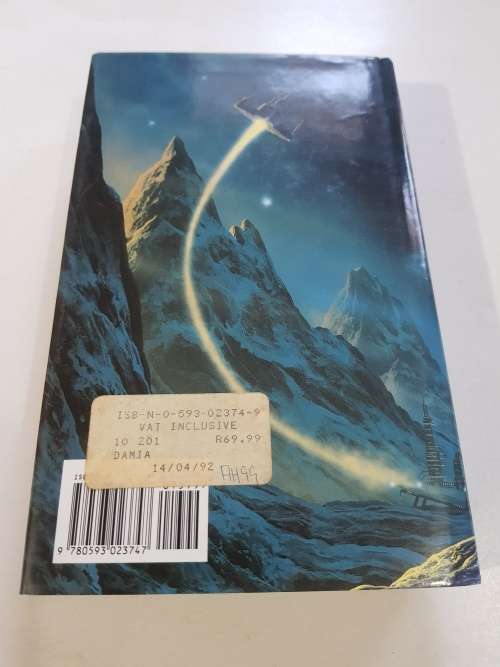 ISB-N-0-593-02374-9
VAT INCLUSIVE
10 201 R69.99
DAMIA
14/04/92 AH99
IS
9 780593 023747